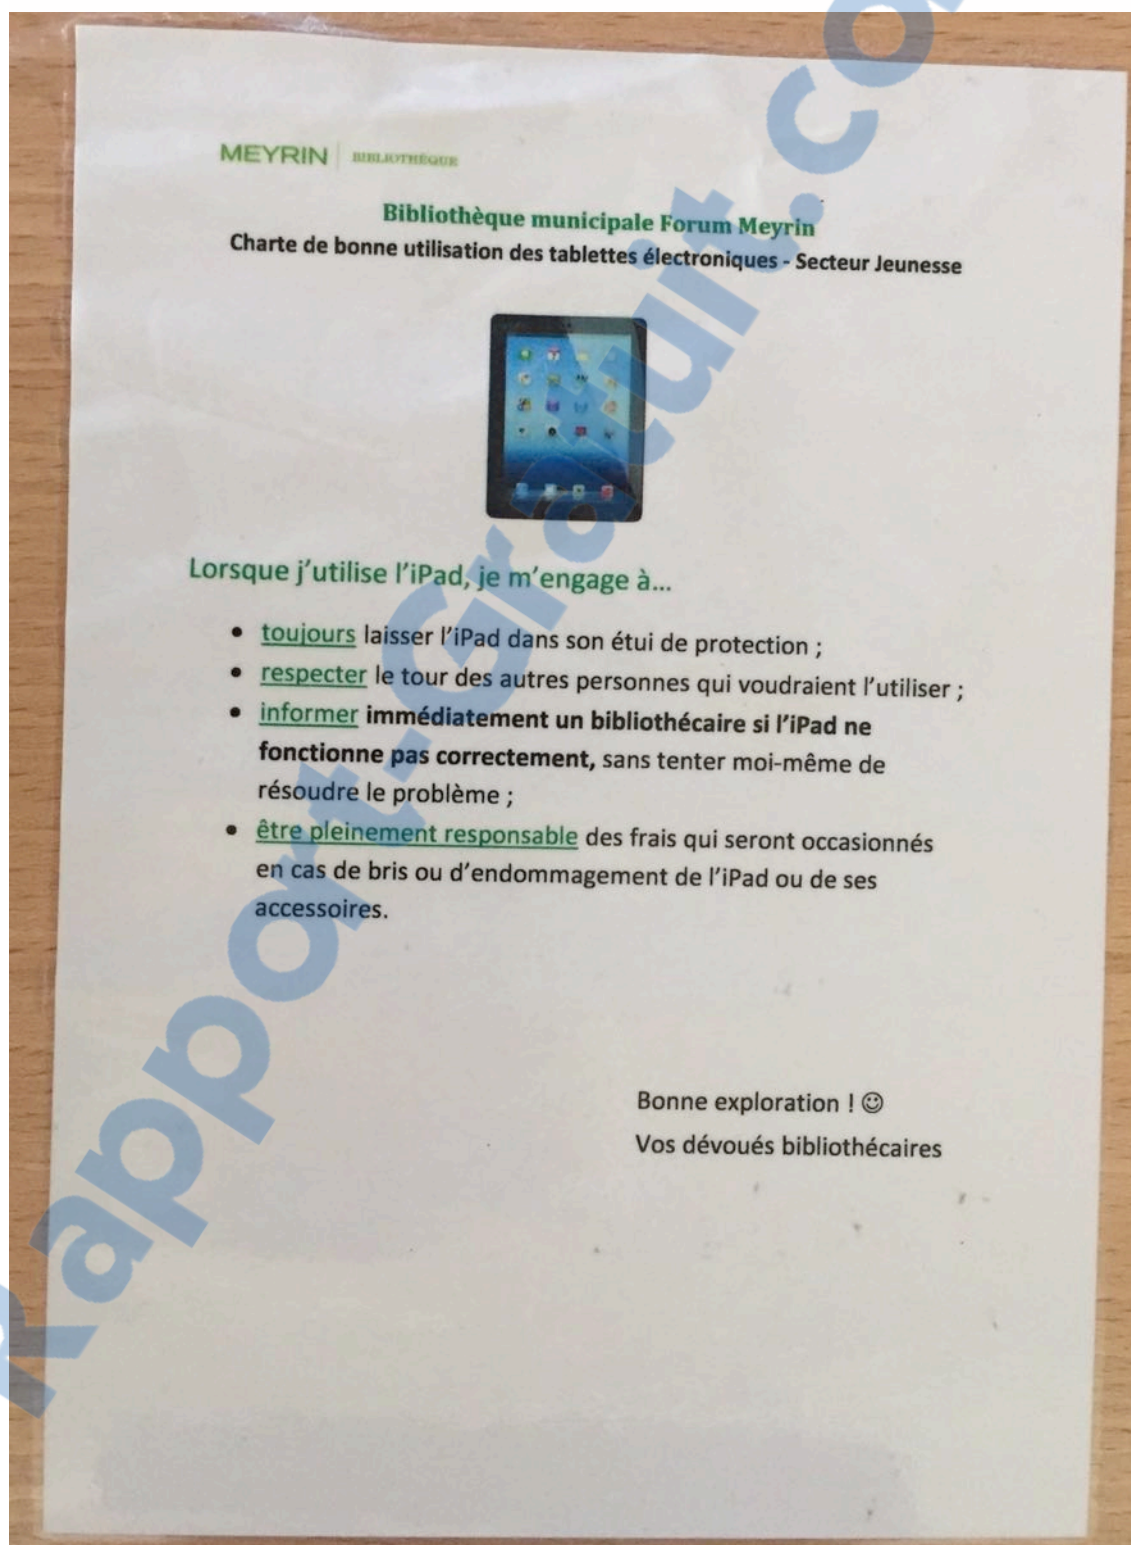 MEYRIN BIBLIOTHÈQUE
Bibliothèque municipale Forum Meyrin
Charte de bonne utilisation des tablettes électroniques - Secteur Jeunesse
Lorsque j'utilise l'iPad, je m'engage à...
• toujours laisser l'iPad dans son étui de protection ;
• respecter le tour des autres personnes qui voudraient l'utiliser ;
• informer immédiatement un bibliothécaire si l'iPad ne
fonctionne pas correctement, sans tenter moi-même de
résoudre le problème ;
• être pleinement responsable des frais qui seront occasionnés
en cas de bris ou d'endommagement de l'iPad ou de ses
accessoires.
Bonne exploration ! ☺
Vos dévoués bibliothécaires
Rapport-Gratuit.co